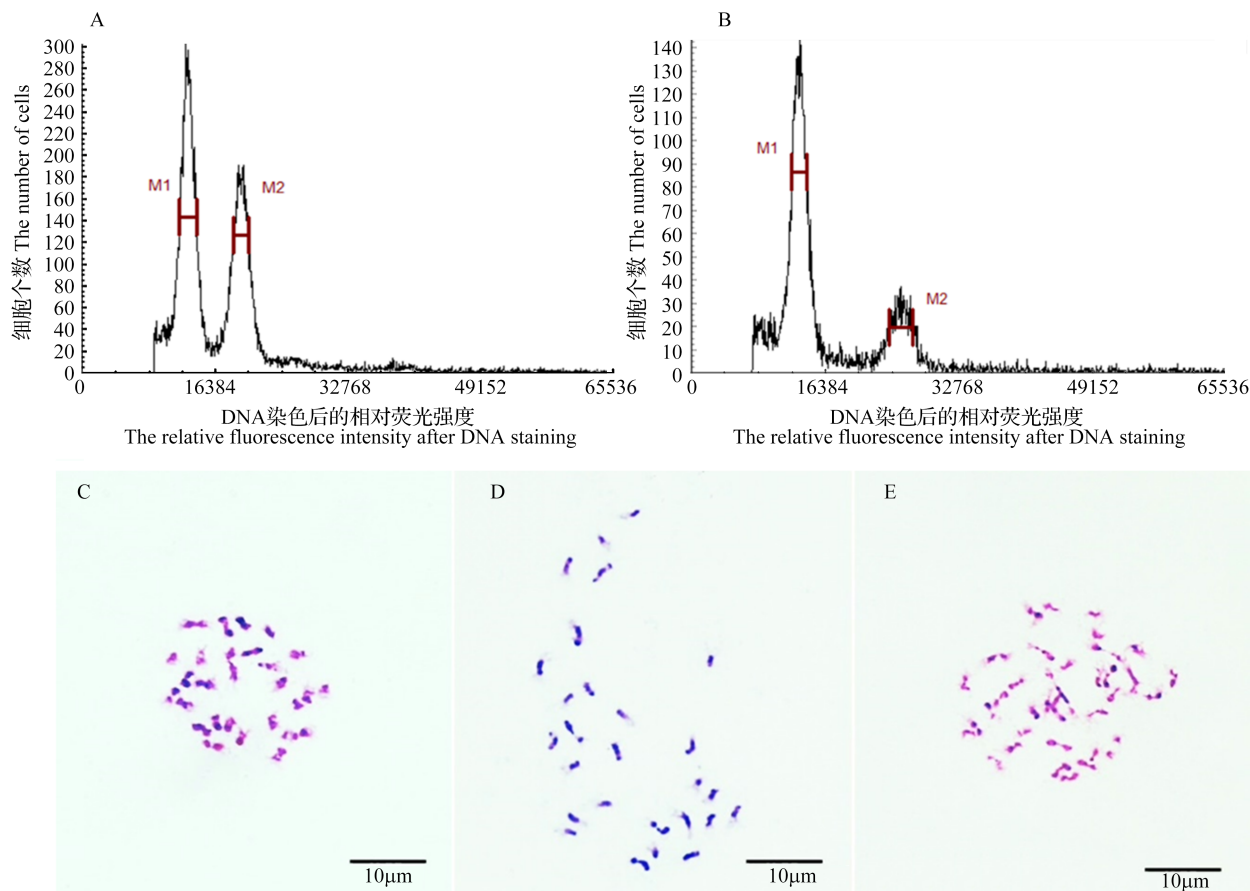 A
细胞个数 The number of cells
300
280
260
240
220
200
180
160
140
120
100
80
60
40
20
0
M1
M2
0 16384 32768 49152 65536
DNA染色后的相对荧光强度
The relative fluorescence intensity after DNA staining
B
细胞个数 The number of cells
140
130
120
110
100
90
80
70
60
50
40
30
20
10
0
M1
M2
0 16384 32768 49152 65536
DNA染色后的相对荧光强度
The relative fluorescence intensity after DNA staining
C
10μm
D
10μm
E
10μm